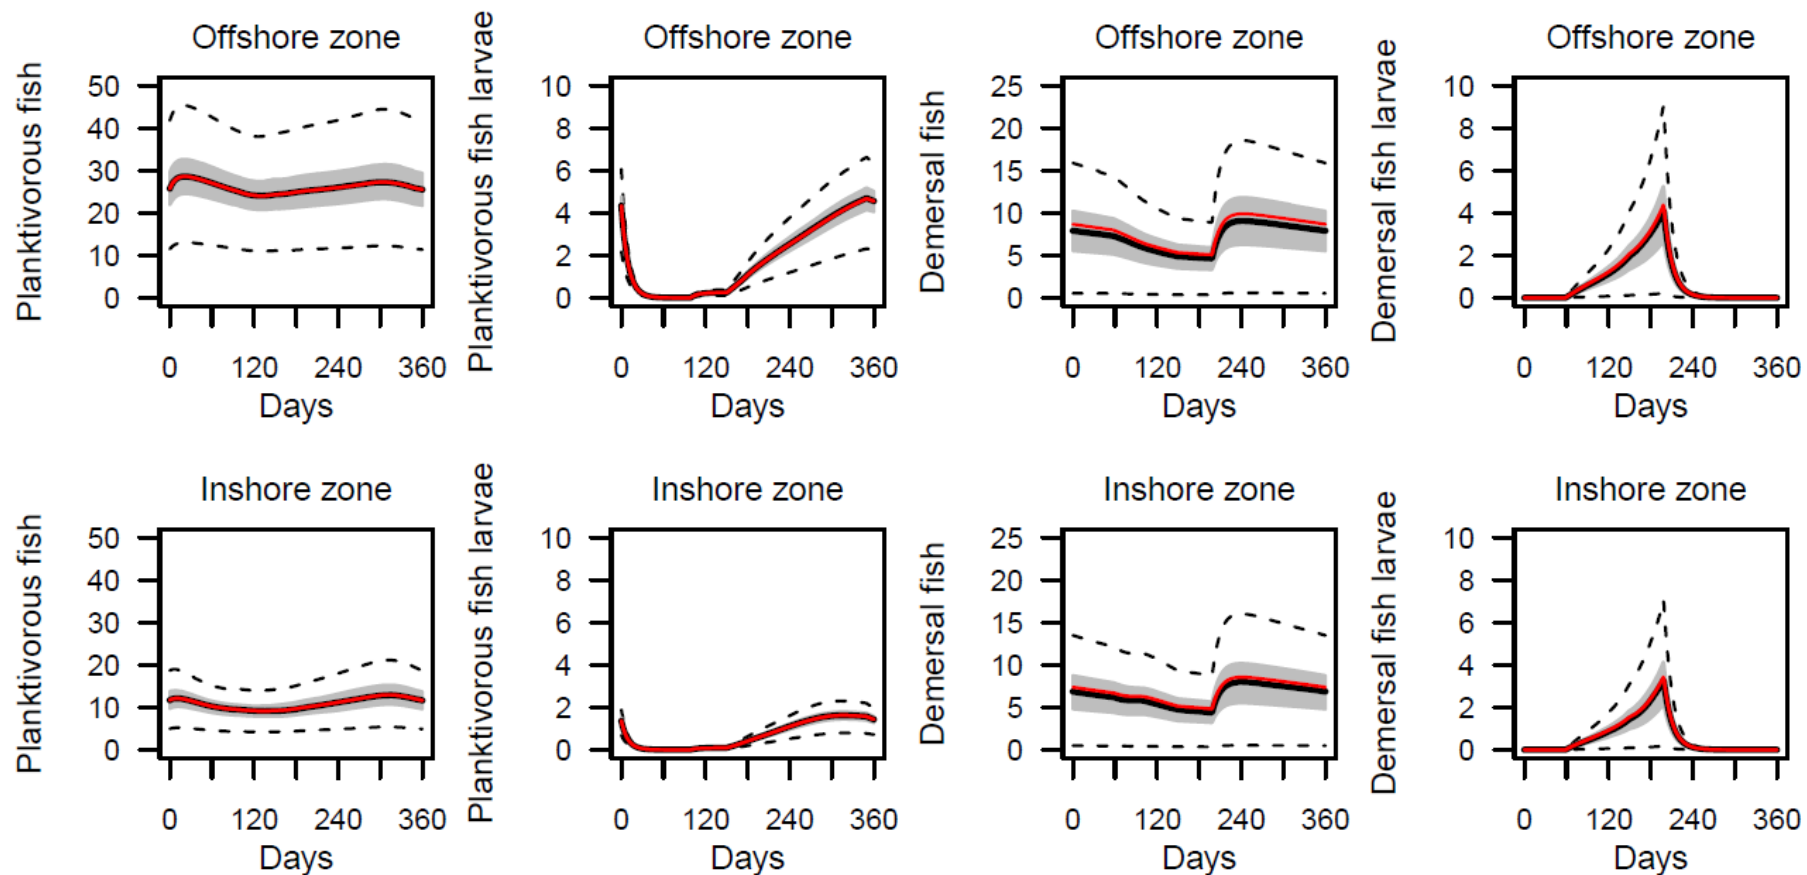 Offshore zone
Planktivorous fish
50
40
30
20
10
0
0 120 240 360
Days
Offshore zone
Planktivorous fish larvae
10
8
6
4
2
0
0 120 240 360
Days
Offshore zone
Demersal fish
25
20
15
10
5
0
0 120 240 360
Days
Offshore zone
Demersal fish larvae
10
8
6
4
2
0
0 120 240 360
Days
Inshore zone
Planktivorous fish
50
40
30
20
10
0
0 120 240 360
Days
Inshore zone
Planktivorous fish larvae
10
8
6
4
2
0
0 120 240 360
Days
Inshore zone
Demersal fish
25
20
15
10
5
0
0 120 240 360
Days
Inshore zone
Demersal fish larvae
10
8
6
4
2
0
0 120 240 360
Days